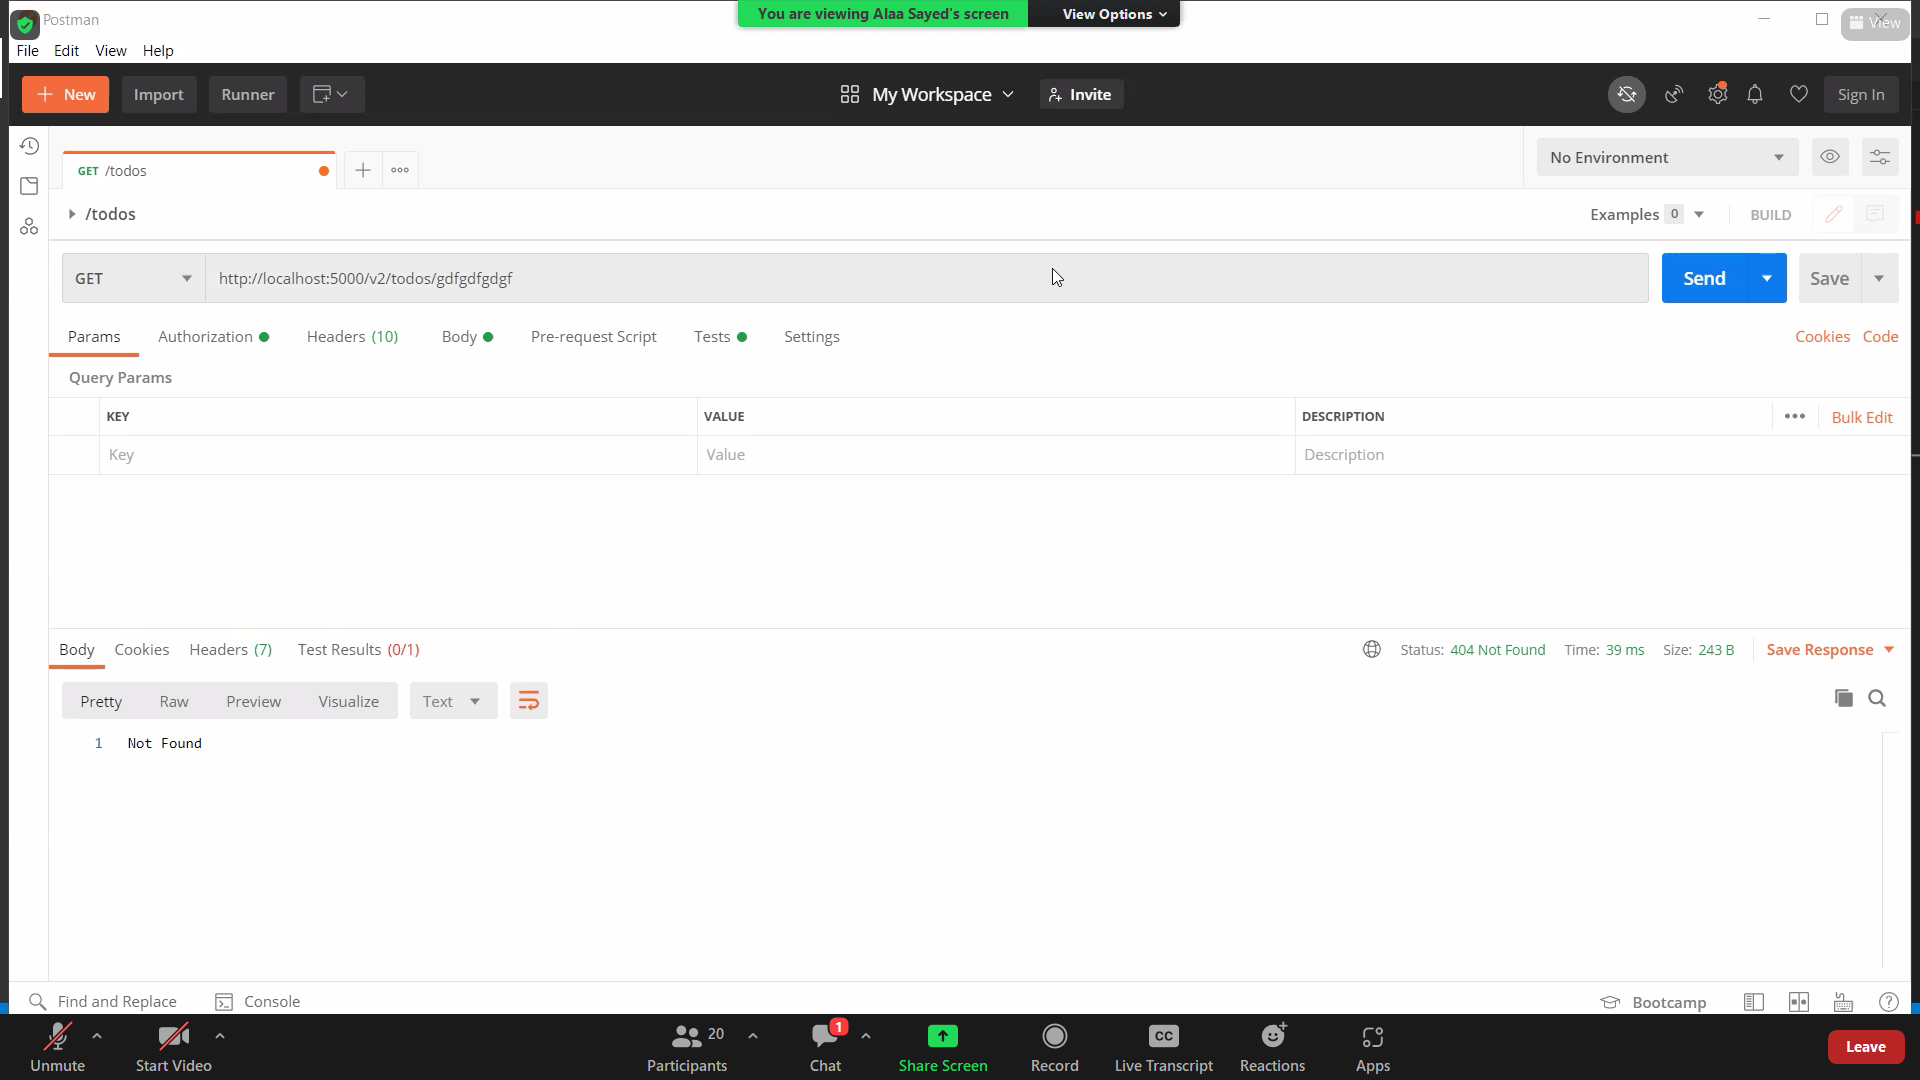 Postman
You are viewing Alaa Sayed's screen
View Options
View
File Edit View Help
New Import Runner
My Workspace
Invite
Sign In
GET /todos
No Environment
/todos
Examples 0
BUILD
GET
http://localhost:5000/v2/todos/gdfgdfgdgf
Send
Save
Params Authorization Headers (10) Body Pre-request Script Tests Settings
Cookies Code
Query Params
KEY VALUE DESCRIPTION
Bulk Edit
Key Value Description
Body Cookies Headers (7) Test Results (0/1)
Status: 404 Not Found Time: 39 ms Size: 243 B
Save Response
Pretty Raw Preview Visualize Text
1 Not Found
Find and Replace Console
Bootcamp
20
1
CC
Unmute Start Video Participants Chat Share Screen Record Live Transcript Reactions Apps
Leave